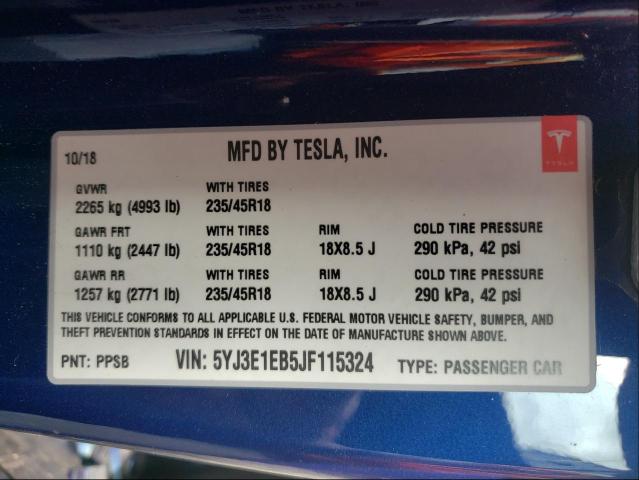 MFD BY TESLA, INC.
10/18
TESLA
GVWR WITH TIRES
2265 kg (4993 lb) 235/45R18
GAWR FRT WITH TIRES RIM COLD TIRE PRESSURE
1110 kg (2447 lb) 235/45R18 18X8.5 J 290 kPa, 42 psi
GAWR RR WITH TIRES RIM COLD TIRE PRESSURE
1257 kg (2771 lb) 235/45R18 18X8.5 J 290 kPa, 42 psi
THIS VEHICLE CONFORMS TO ALL APPLICABLE U.S. FEDERAL MOTOR VEHICLE SAFETY, BUMPER, AND
THEFT PREVENTION STANDARDS IN EFFECT ON THE DATE OF MANUFACTURE SHOWN ABOVE.
PNT: PPSB VIN: 5YJ3E1EB5JF115324 TYPE: PASSENGER CAR